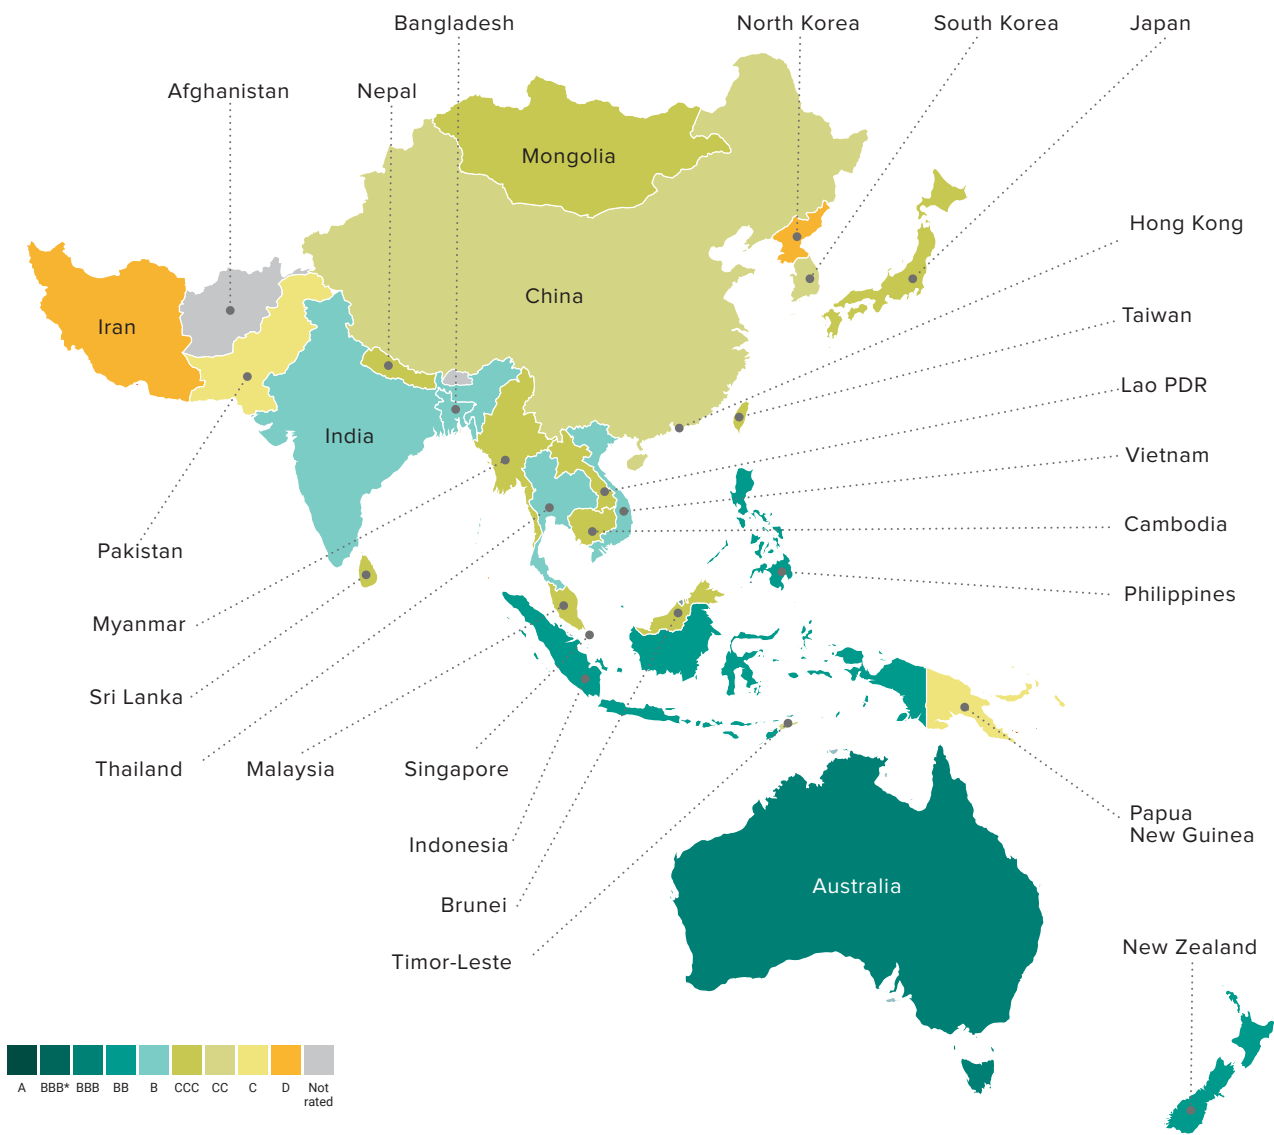 Bangladesh
North Korea
South Korea
Japan
Afghanistan
Nepal
Mongolia
Hong Kong
China
Iran
Taiwan
Lao PDR
India
Vietnam
Cambodia
Pakistan
Philippines
Myanmar
Sri Lanka
Thailand
Malaysia
Singapore
Papua
New Guinea
Indonesia
Australia
Brunei
Timor-Leste
New Zealand
A
BBB*
BBB
BB
B
CCC
CC
C
D
Not
rated